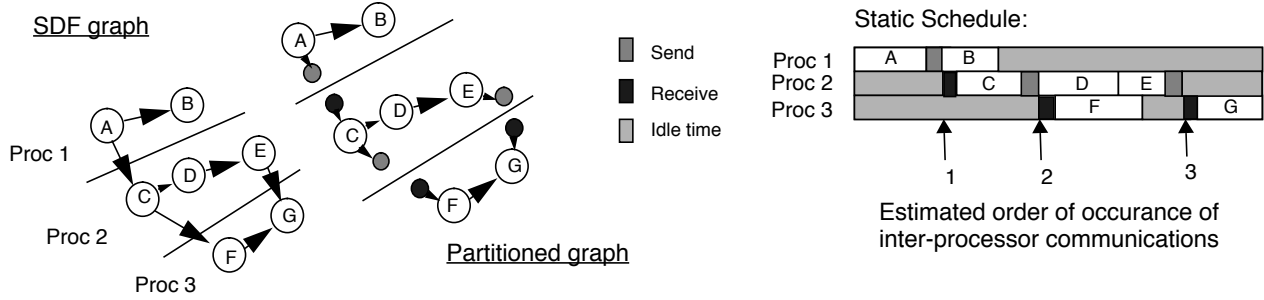 SDF graph
A
B
A
B
Proc 1
C
D
E
F
G
Proc 2
Proc 3
C
D
E
F
G
Partitioned graph
Send
Receive
Idle time
Static Schedule:
Proc 1 A B
Proc 2 C D E
Proc 3 F G
1 2 3
Estimated order of occurance of
inter-processor communications